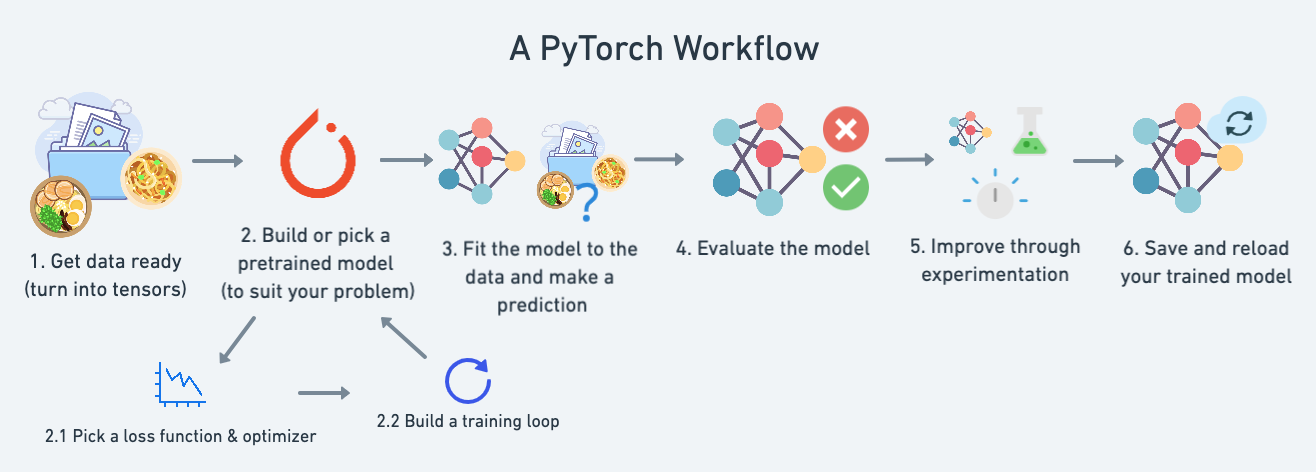 A PyTorch Workflow
1. Get data ready
(turn into tensors)
2. Build or pick a
pretrained model
(to suit your problem)
3. Fit the model to the
data and make a
prediction
?
4. Evaluate the model
5. Improve through
experimentation
6. Save and reload
your trained model
2.1 Pick a loss function & optimizer
2.2 Build a training loop